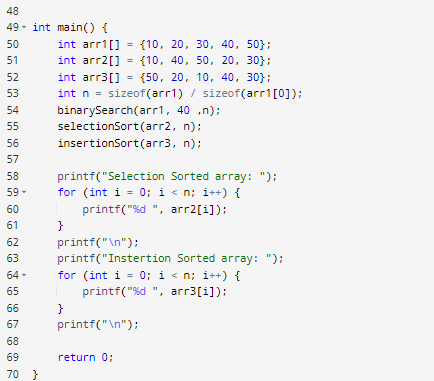 48
49 int main() {
50     int arr1[] = {10, 20, 30, 40, 50};
51     int arr2[] = {10, 40, 50, 20, 30};
52     int arr3[] = {50, 20, 10, 40, 30};
53     int n = sizeof(arr1) / sizeof(arr1[0]);
54     binarySearch(arr1, 40 ,n);
55     selectionSort(arr2, n);
56     insertionSort(arr3, n);
57
58     printf("Selection Sorted array: ");
59     for (int i = 0; i < n; i++) {
60         printf("%d ", arr2[i]);
61     }
62     printf("\n");
63     printf("Instertion Sorted array: ");
64     for (int i = 0; i < n; i++) {
65         printf("%d ", arr3[i]);
66     }
67     printf("\n");
68
69     return 0;
70 }